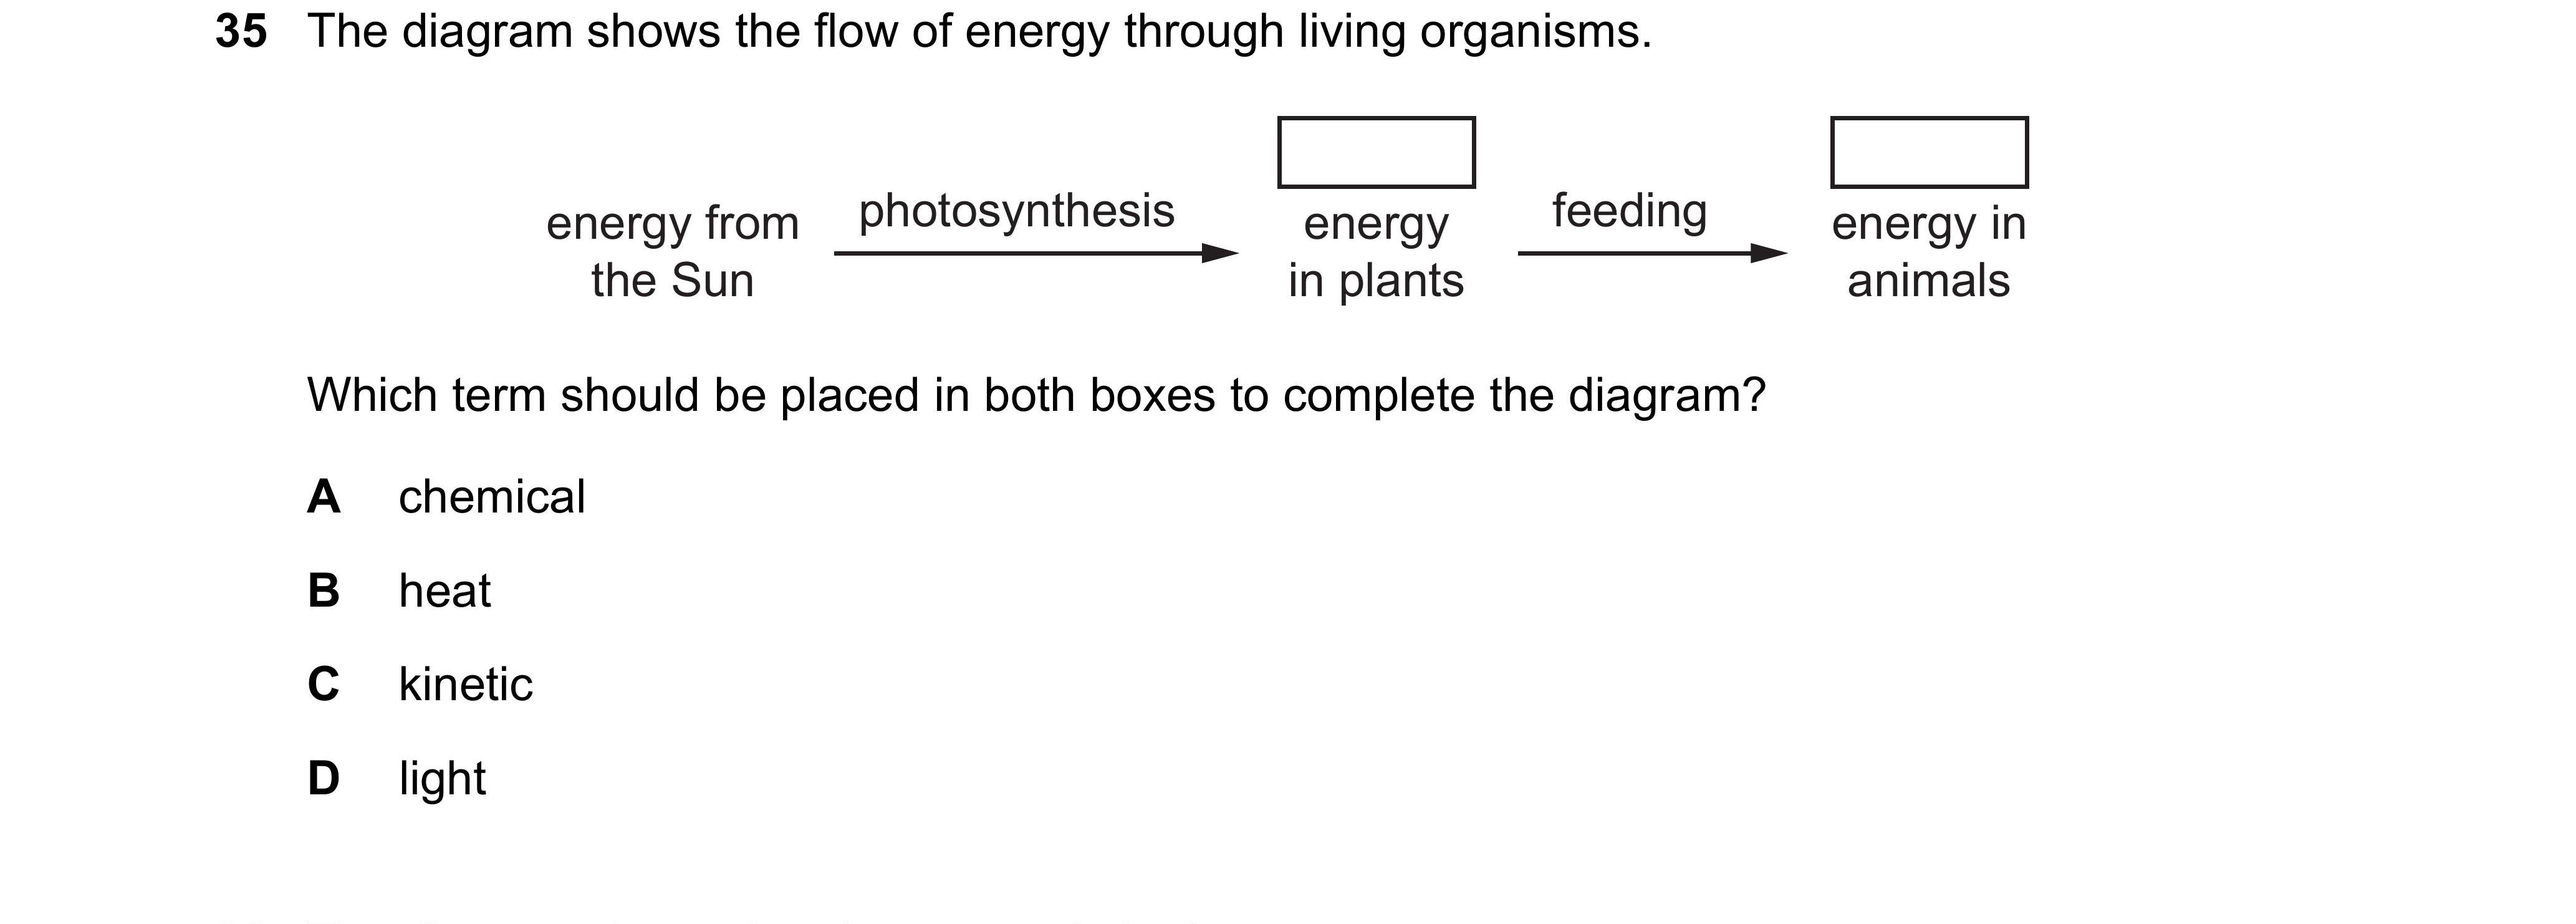 35 The diagram shows the flow of energy through living organisms.
energy from
the Sun
photosynthesis
energy
in plants
feeding
energy in
animals
Which term should be placed in both boxes to complete the diagram?
A chemical
B heat
C kinetic
D light